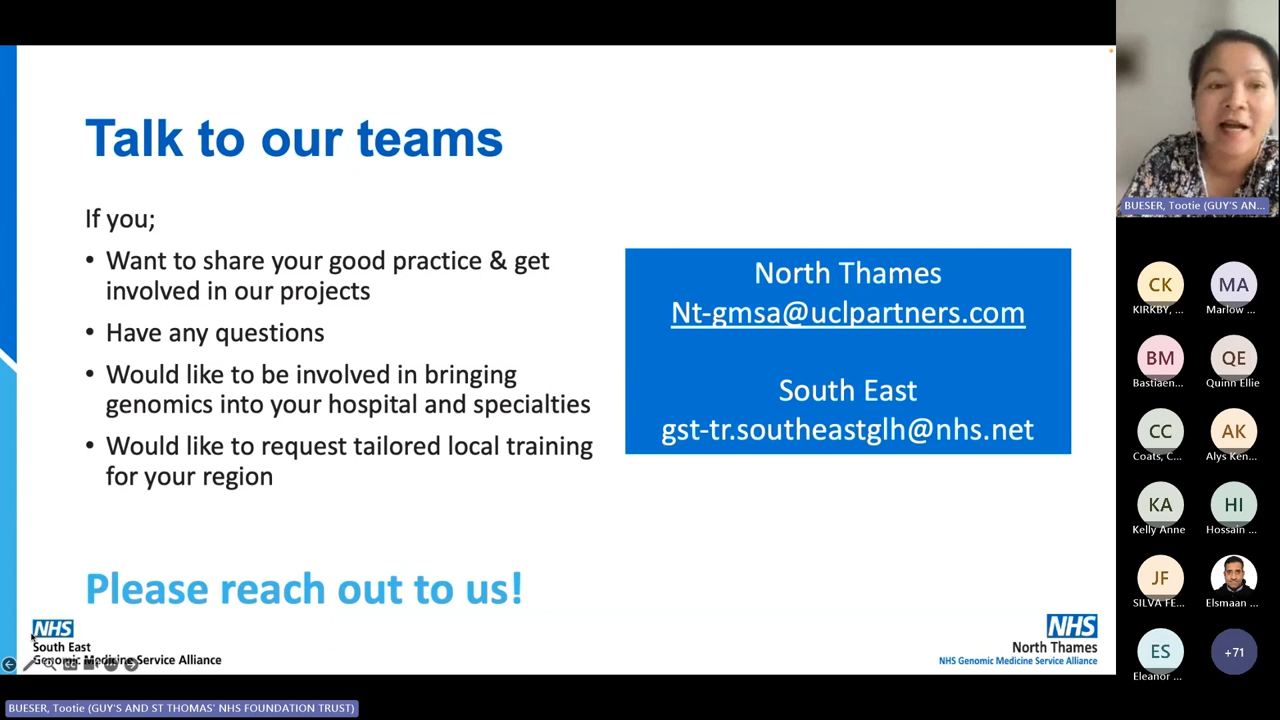 Talk to our teams
If you;
• Want to share your good practice & get
involved in our projects
• Have any questions
• Would like to be involved in bringing
genomics into your hospital and specialties
• Would like to request tailored local training
for your region
North Thames
Nt-gmsa@uclpartners.com
South East
gst-tr.southeastglh@nhs.net
Please reach out to us!
NHS
South East
Genomic Medicine Service Alliance
NHS
North Thames
NHS Genomic Medicine Service Alliance
BUESER, Tootie (GUY'S AND ST THOMAS' NHS FOUNDATION TRUST)
BUESER, Tootie (GUY'S AN...
CK
KIRKBY, ...
MA
Marlow ...
BM
Bastiaen...
QE
Quinn Ellie
CC
Coats, C...
AK
Alys Ken...
KA
Kelly Anne
HI
Hossain ...
JF
SILVA FE...
Elsmaan ...
ES
Eleanor ...
+71